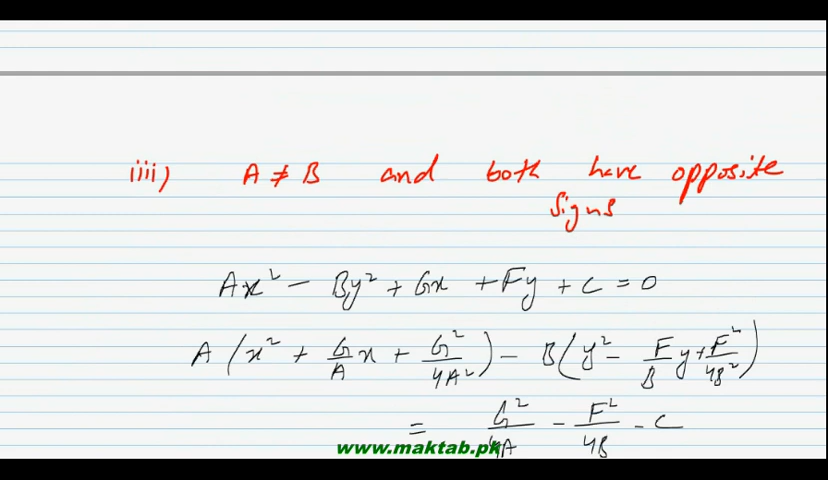 iiii) A ≠ B and both have opposite
signs
Ax² - By² + Gx + Fy + C = 0
A(x² + G/A x + G²/4A²) - B(y² - F/B y + F²/4B²)
= G²/4A - F²/4B - C
www.maktab.pk